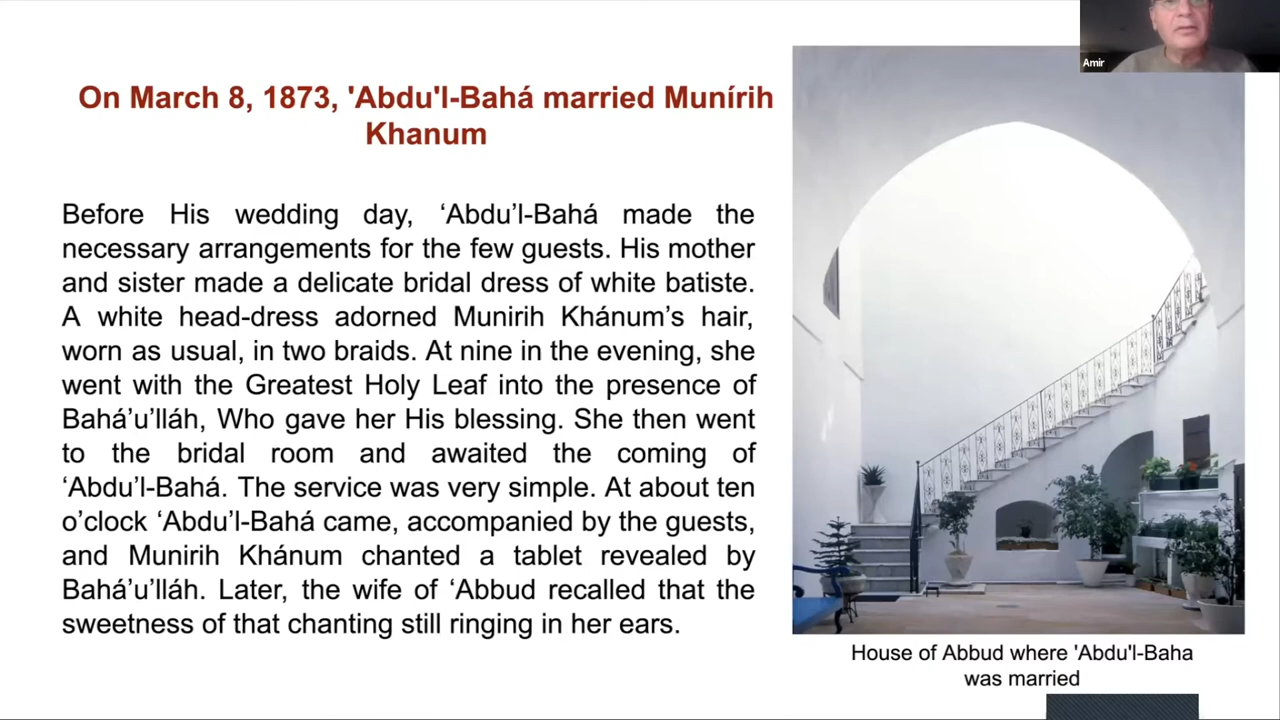 Amir
On March 8, 1873, 'Abdu'l-Bahá married Munírih
Khanum
Before His wedding day, ‘Abdu’l-Bahá made the
necessary arrangements for the few guests. His mother
and sister made a delicate bridal dress of white batiste.
A white head-dress adorned Munirih Khánum’s hair,
worn as usual, in two braids. At nine in the evening, she
went with the Greatest Holy Leaf into the presence of
Bahá’u’lláh, Who gave her His blessing. She then went
to the bridal room and awaited the coming of
‘Abdu’l-Bahá. The service was very simple. At about ten
o’clock ‘Abdu’l-Bahá came, accompanied by the guests,
and Munirih Khánum chanted a tablet revealed by
Bahá’u’lláh. Later, the wife of ‘Abbud recalled that the
sweetness of that chanting still ringing in her ears.
House of Abbud where 'Abdu'l-Baha
was married